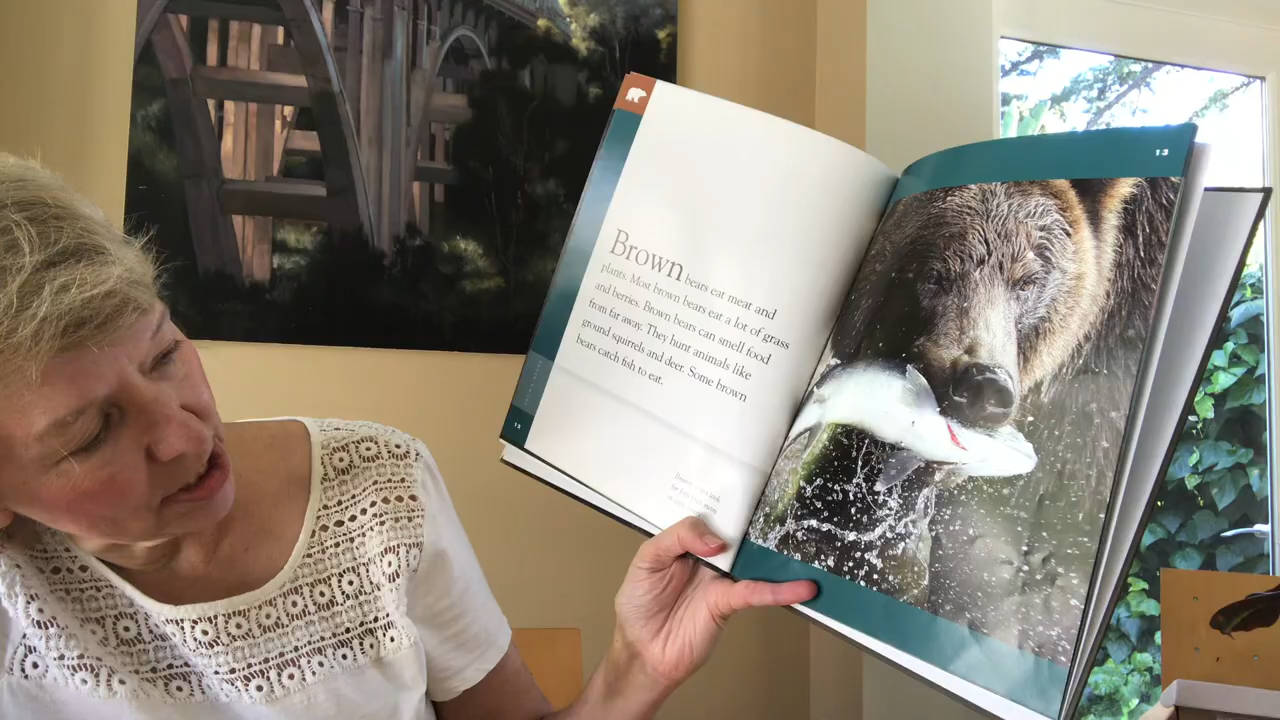 Brown bears eat meat and
plants. Most brown bears eat a lot of grass
and berries. Brown bears can smell food
from far away. They hunt animals like
ground squirrels and deer. Some brown
bears catch fish to eat.
13